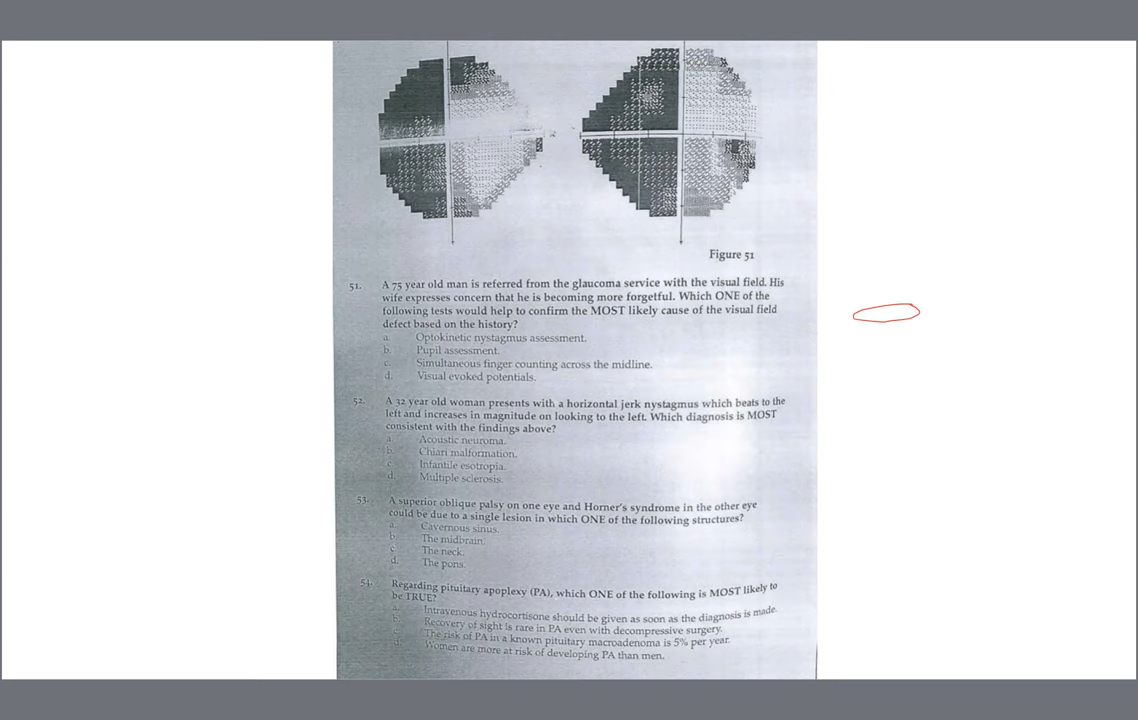 Figure 51
51. A 75 year old man is referred from the glaucoma service with the visual field. His
wife expresses concern that he is becoming more forgetful. Which ONE of the
following tests would help to confirm the MOST likely cause of the visual field
defect based on the history?
a. Optokinetic nystagmus assessment.
b. Pupil assessment.
c. Simultaneous finger counting across the midline.
d. Visual evoked potentials.
52. A 32 year old woman presents with a horizontal jerk nystagmus which beats to the
left and increases in magnitude on looking to the left. Which diagnosis is MOST
consistent with the findings above?
a. Acoustic neuroma.
b. Chiari malformation.
c. Infantile esotropia.
d. Multiple sclerosis.
53. A superior oblique palsy on one eye and Horner's syndrome in the other eye
could be due to a single lesion in which ONE of the following structures?
a. Cavernous sinus.
b. The midbrain.
c. The neck.
d. The pons.
54. Regarding pituitary apoplexy (PA), which ONE of the following is MOST likely to
be TRUE?
a. Intravenous hydrocortisone should be given as soon as the diagnosis is made.
b. Recovery of sight is rare in PA even with decompressive surgery.
c. The risk of PA in a known pituitary macroadenoma is 5% per year.
d. Women are more at risk of developing PA than men.